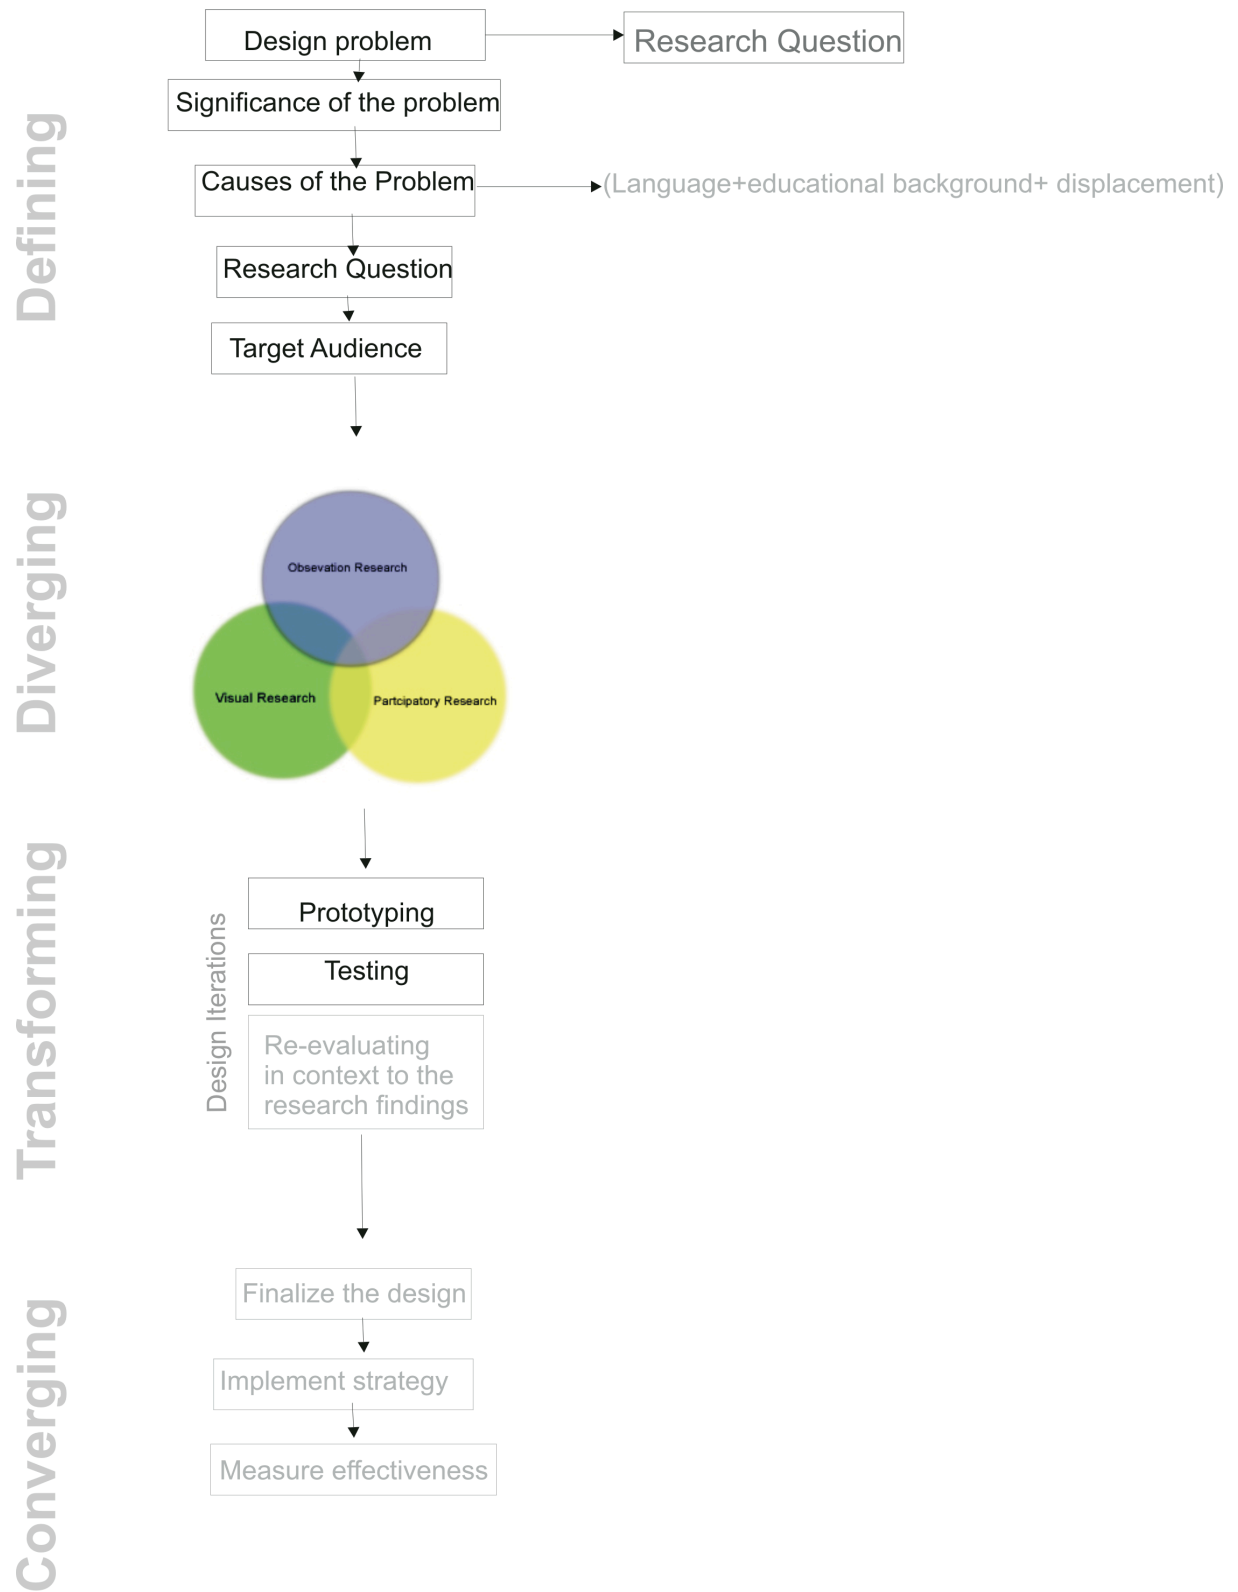 Design problem
Research Question
Significance of the problem
Defining
Causes of the Problem
(Language+educational background+ displacement)
Research Question
Target Audience
Diverging
Obsevation Research
Visual Research
Partcipatory Research
Transforming
Design Iterations
Prototyping
Testing
Re-evaluating
in context to the
research findings
Converging
Finalize the design
Implement strategy
Measure effectiveness